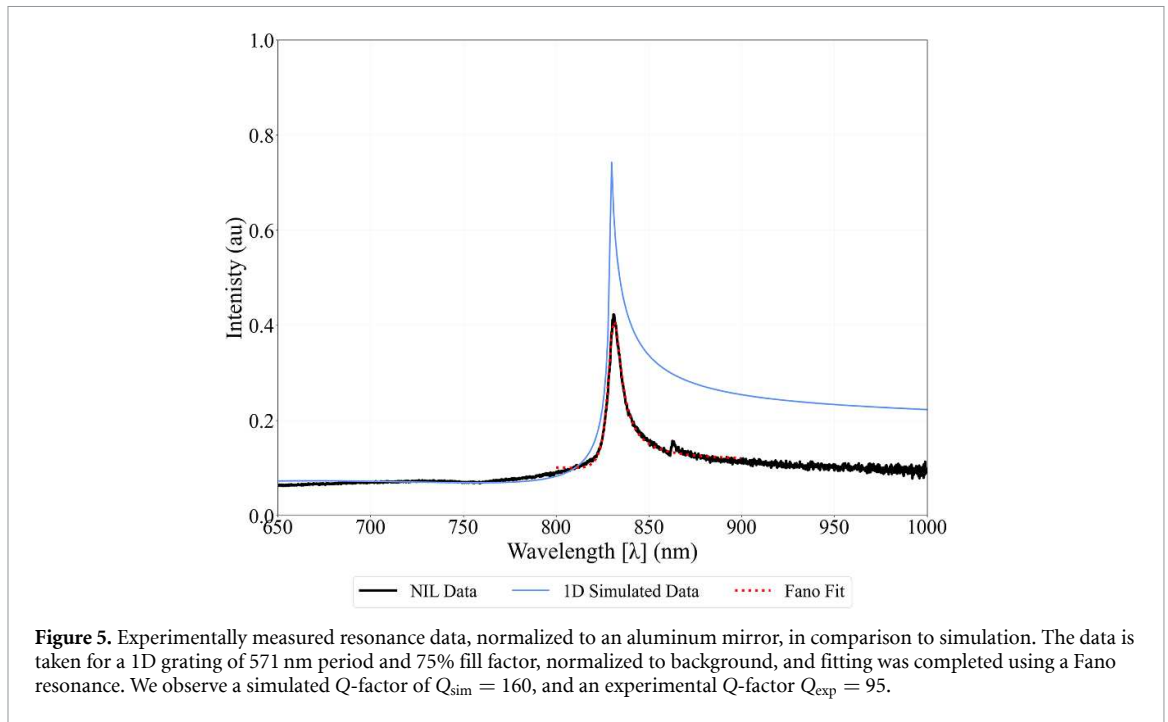 1.0
0.8
0.6
0.4
0.2
0.0
Intenisty (au)
650 700 750 800 850 900 950 1000
Wavelength [λ] (nm)
NIL Data 1D Simulated Data Fano Fit
Figure 5. Experimentally measured resonance data, normalized to an aluminum mirror, in comparison to simulation. The data is
taken for a 1D grating of 571 nm period and 75% fill factor, normalized to background, and fitting was completed using a Fano
resonance. We observe a simulated Q-factor of Qsim = 160, and an experimental Q-factor Qexp = 95.